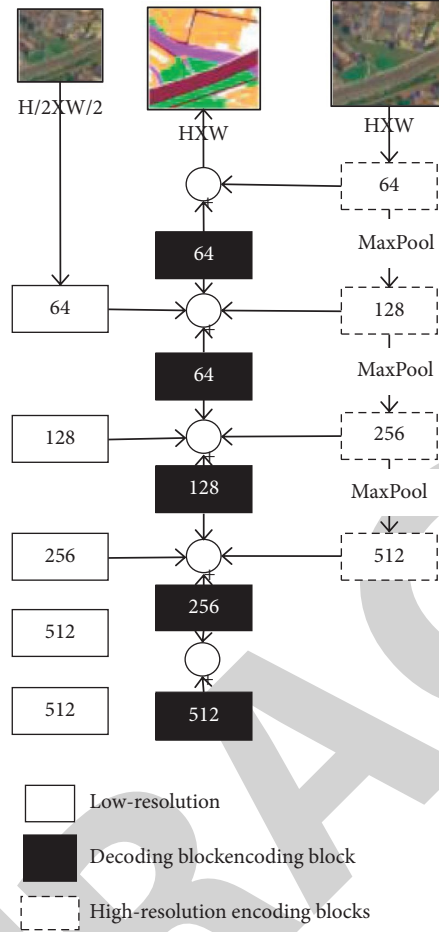 H/2XW/2
HXW
HXW
64
MaxPool
64
64
128
MaxPool
64
128
256
128
MaxPool
256
512
256
512
512
512
Low-resolution
Decoding blockencoding block
High-resolution encoding blocks